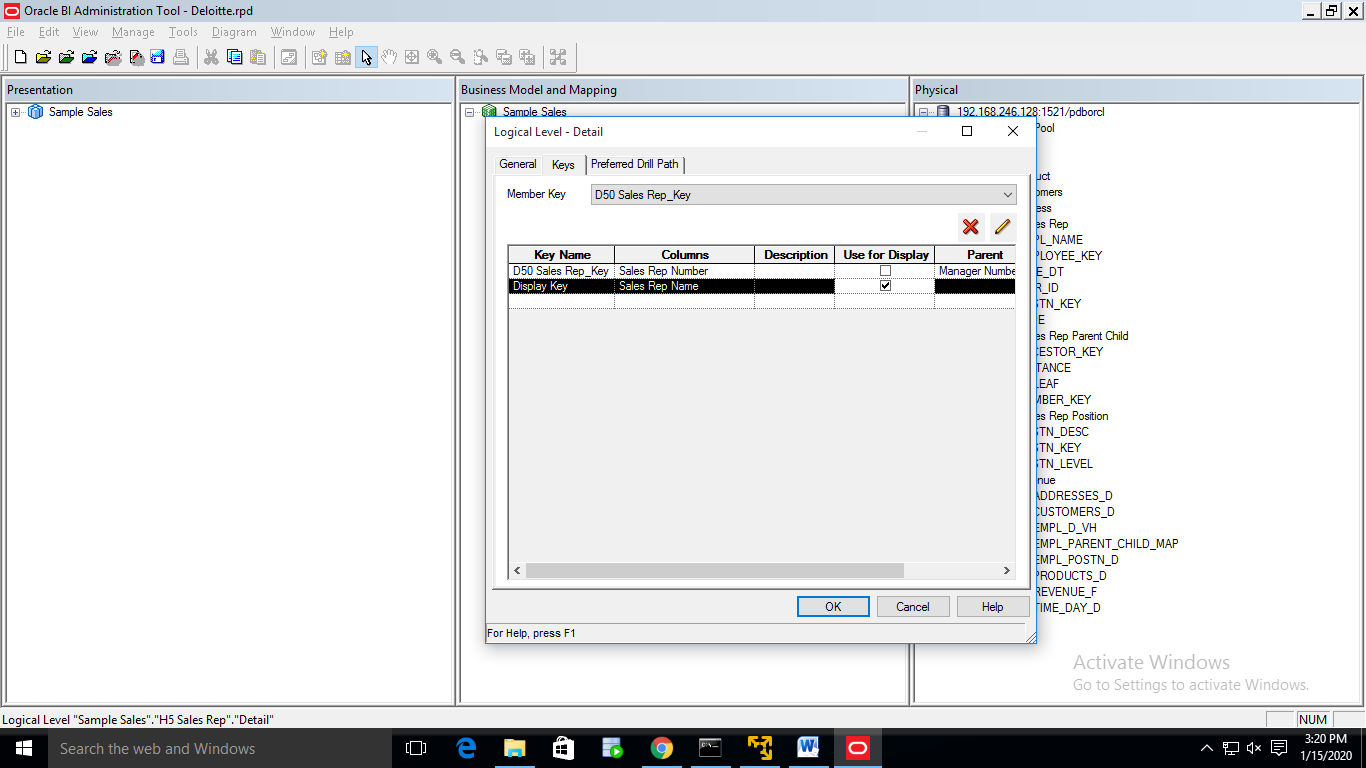 Oracle BI Administration Tool - Deloitte.rpd
File Edit View Manage Tools Diagram Window Help
Presentation
Sample Sales
Business Model and Mapping
Sample Sales
Physical
192.168.246.128:1521/pdborcl
Pool
uct
omers
ess
es Rep
PL_NAME
PLOYEE_KEY
E_DT
R_ID
STN_KEY
E
es Rep Parent Child
CESTOR_KEY
TANCE
LEAF
MBER_KEY
es Rep Position
STN_DESC
STN_KEY
STN_LEVEL
nue
ADDRESSES_D
CUSTOMERS_D
EMPL_D_VH
EMPL_PARENT_CHILD_MAP
EMPL_POSTN_D
PRODUCTS_D
REVENUE_F
TIME_DAY_D
Logical Level - Detail
General Keys Preferred Drill Path
Member Key D50 Sales Rep_Key
Key Name Columns Description Use for Display Parent
D50 Sales Rep_Key Sales Rep Number Manager Numbe
Display Key Sales Rep Name
OK Cancel Help
For Help, press F1
Activate Windows
Go to Settings to activate Windows.
Logical Level "Sample Sales"."H5 Sales Rep"."Detail"
NUM
Search the web and Windows
3:20 PM
1/15/2020